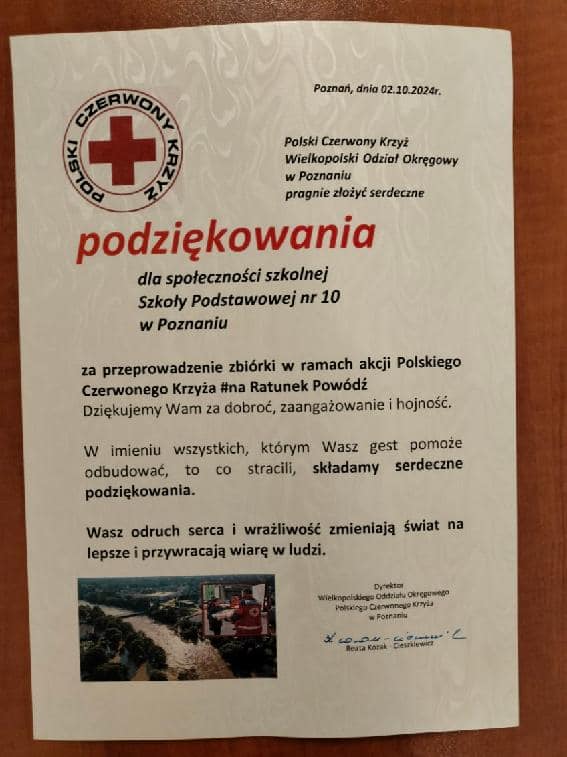 POLSKI CZERWONY KRZYŻ
Poznań, dnia 02.10.2024r.
Polski Czerwony Krzyż
Wielkopolski Odział Okręgowy
w Poznaniu
pragnie złożyć serdeczne
podziękowania
dla społeczności szkolnej
Szkoły Podstawowej nr 10
w Poznaniu
za przeprowadzenie zbiórki w ramach akcji Polskiego
Czerwonego Krzyża #na Ratunek Powódź
Dziękujemy Wam za dobroć, zaangażowanie i hojność.
W imieniu wszystkich, którym Wasz gest pomoże
odbudować, to co stracili, składamy serdeczne
podziękowania.
Wasz odruch serca i wrażliwość zmieniają świat na
lepsze i przywracają wiarę w ludzi.
Dyrektor
Wielkopolskiego Oddziału Okręgowego
Polskiego Czerwonego Krzyża
w Poznaniu
Beata Kozak - Cieszkiewicz